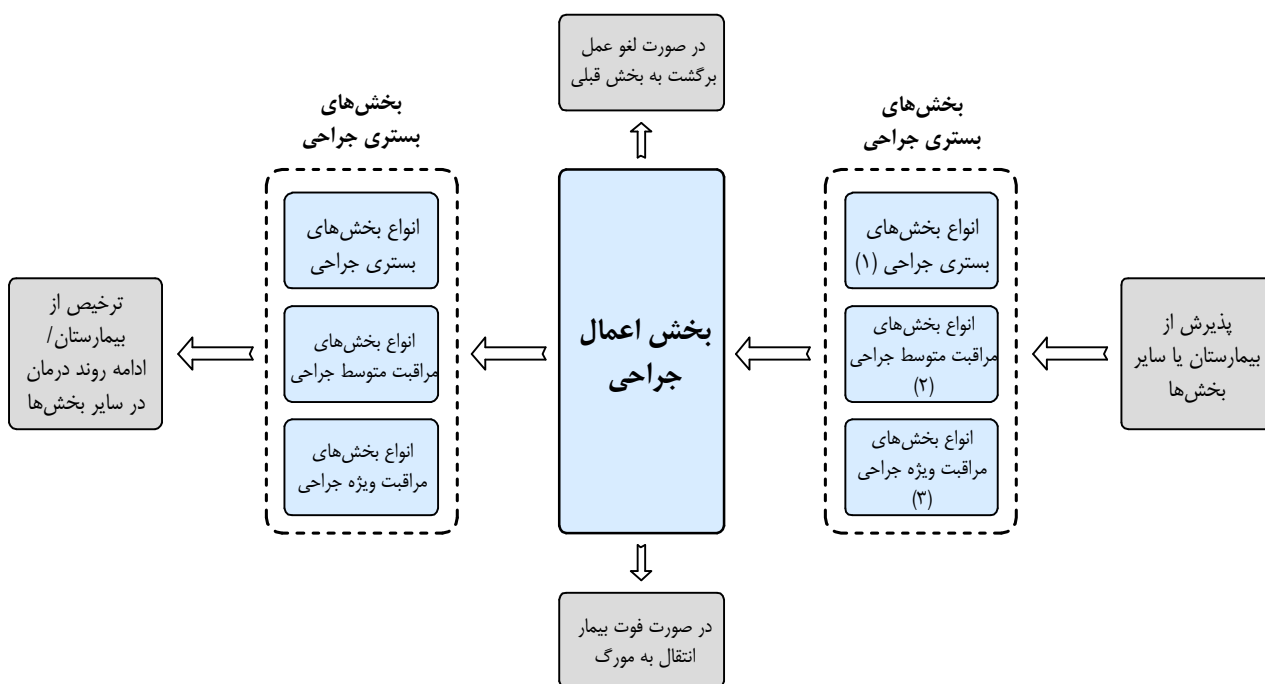 در صورت لغو عمل
برگشت به بخش قبلی
بخش‌های
بستری جراحی
انواع بخش‌های
بستری جراحی (۱)
انواع بخش‌های
مراقبت متوسط جراحی
(۲)
انواع بخش‌های
مراقبت ویژه جراحی
(۳)
پذیرش از
بیمارستان یا سایر
بخش‌ها
بخش اعمال
جراحی
بخش‌های
بستری جراحی
انواع بخش‌های
بستری جراحی
انواع بخش‌های
مراقبت متوسط جراحی
انواع بخش‌های
مراقبت ویژه جراحی
ترخیص از
بیمارستان/
ادامه روند درمان
در سایر بخش‌ها
در صورت فوت بیمار
انتقال به مورگ